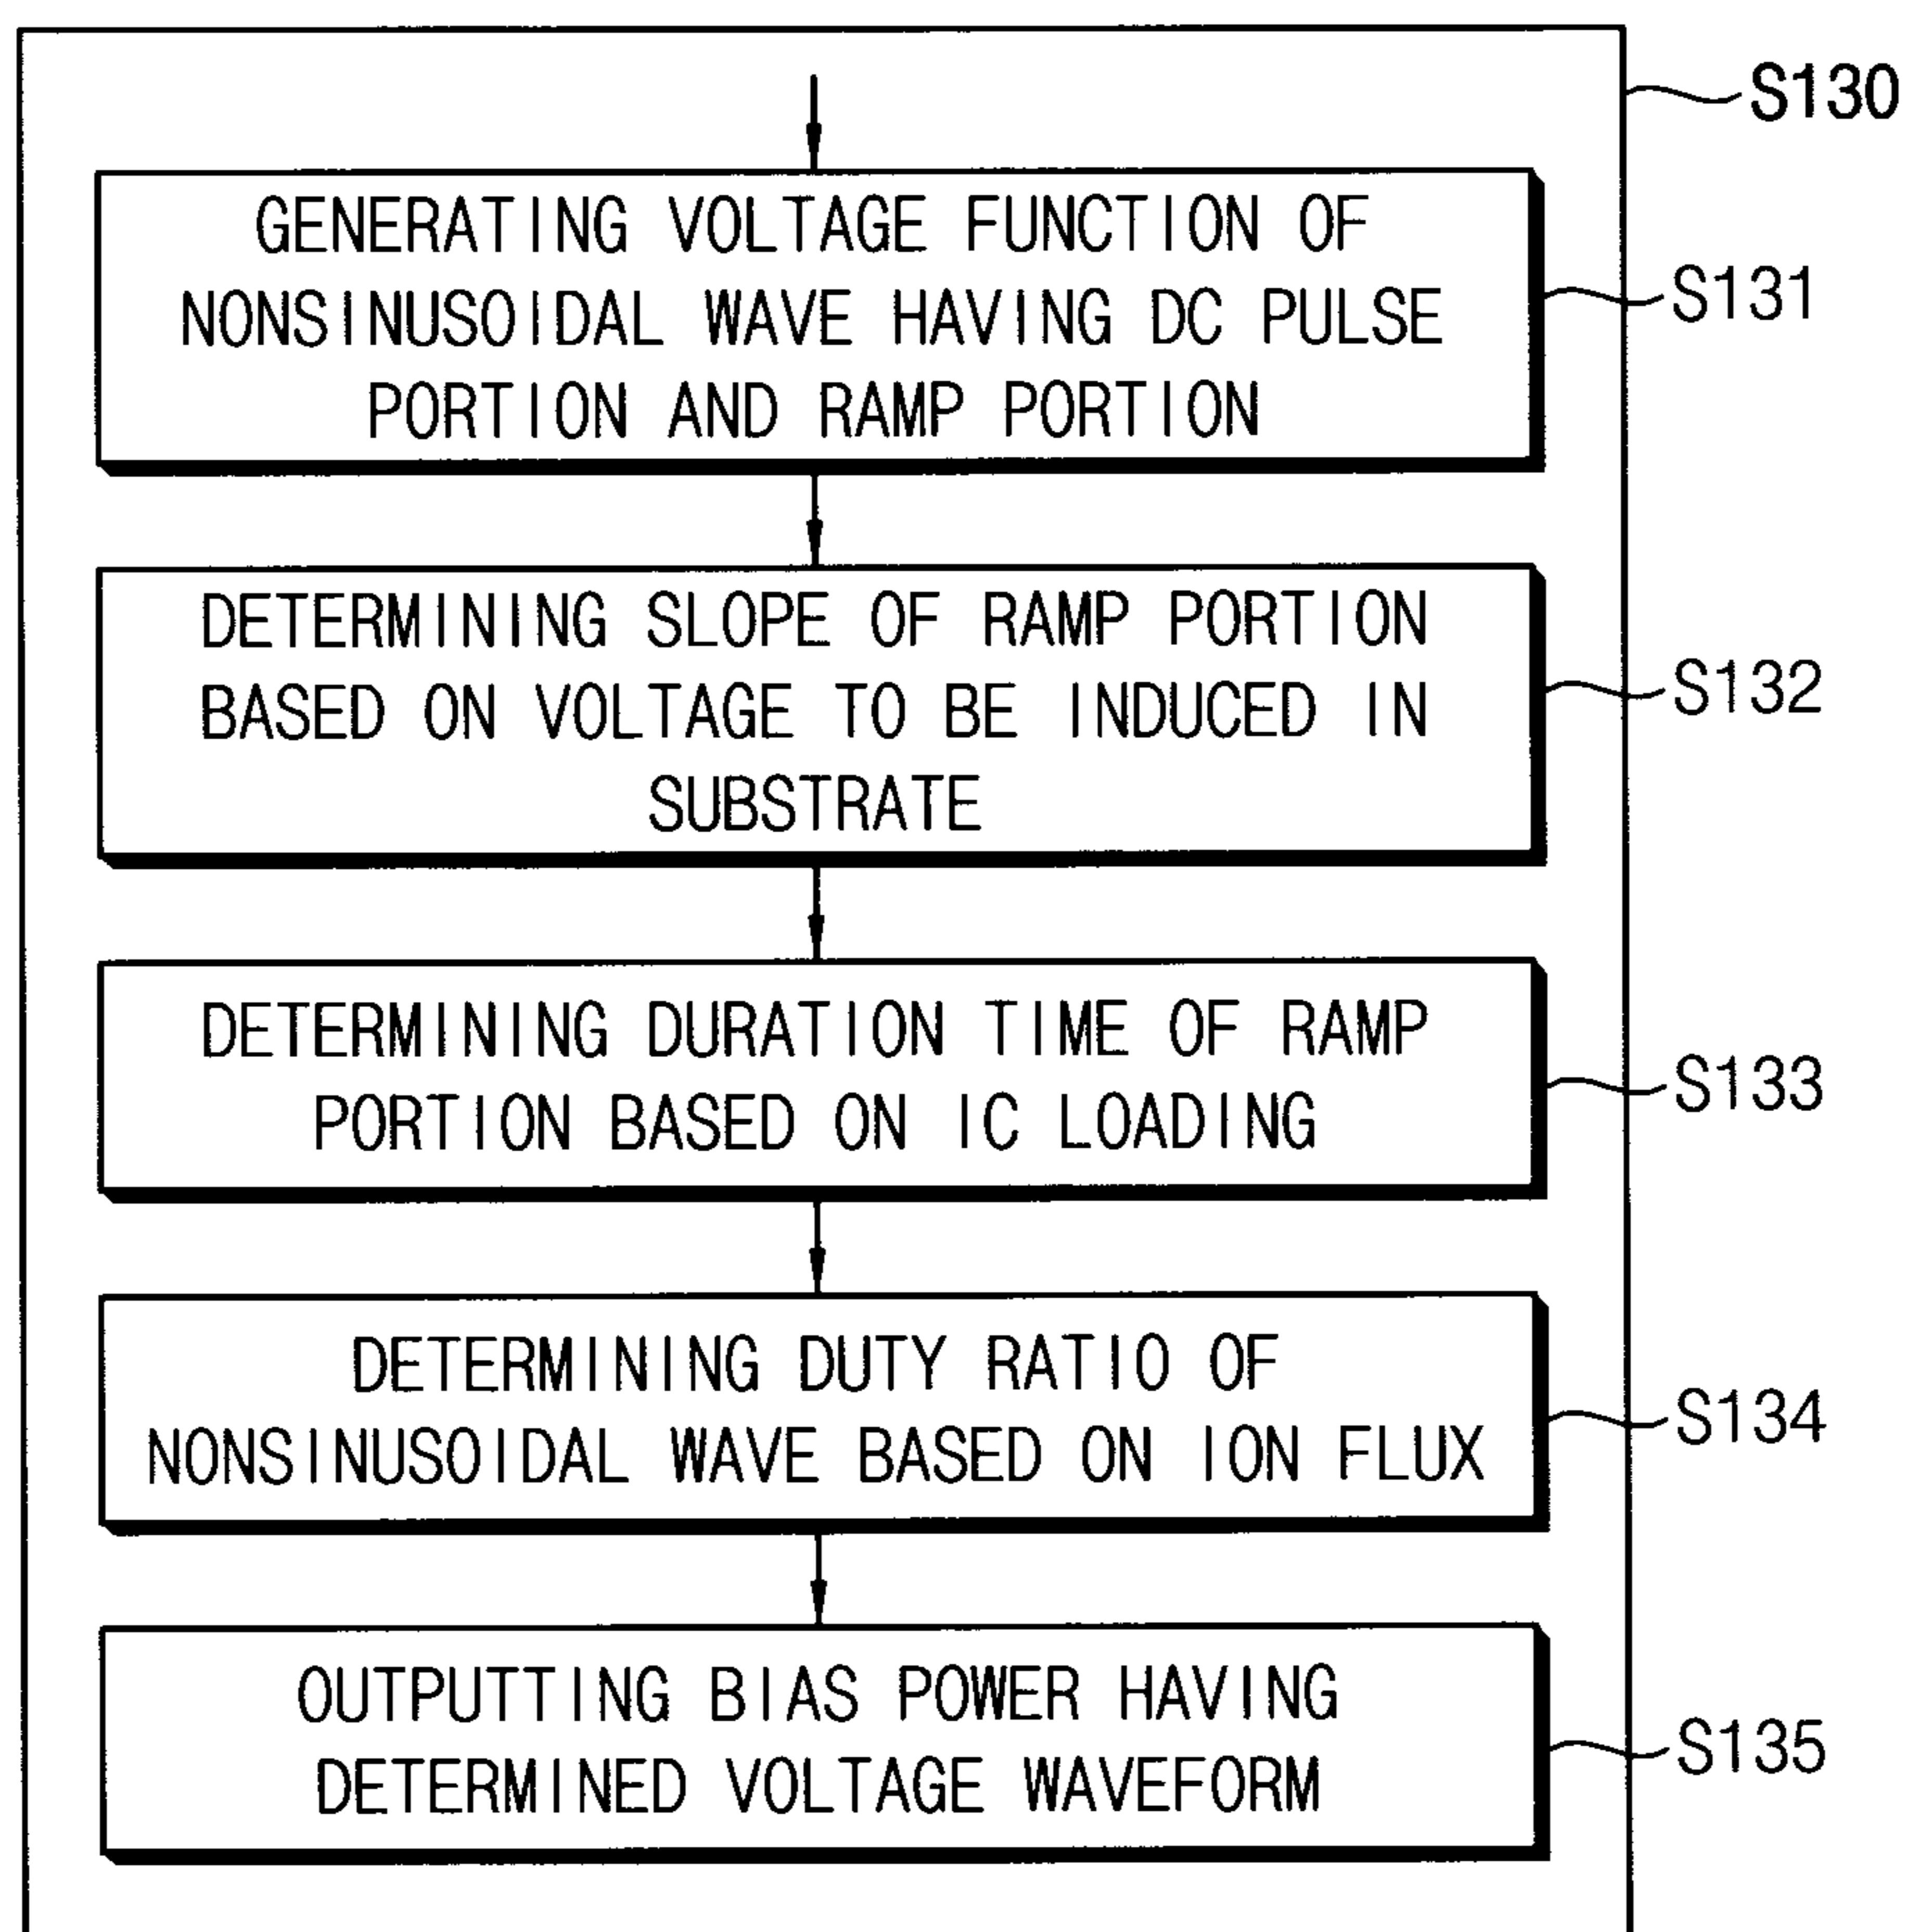 S130
GENERATING VOLTAGE FUNCTION OF
NONSINUSOIDAL WAVE HAVING DC PULSE
PORTION AND RAMP PORTION
S131
DETERMINING SLOPE OF RAMP PORTION
BASED ON VOLTAGE TO BE INDUCED IN
SUBSTRATE
S132
DETERMINING DURATION TIME OF RAMP
PORTION BASED ON IC LOADING
S133
DETERMINING DUTY RATIO OF
NONSINUSOIDAL WAVE BASED ON ION FLUX
S134
OUTPUTTING BIAS POWER HAVING
DETERMINED VOLTAGE WAVEFORM
S135